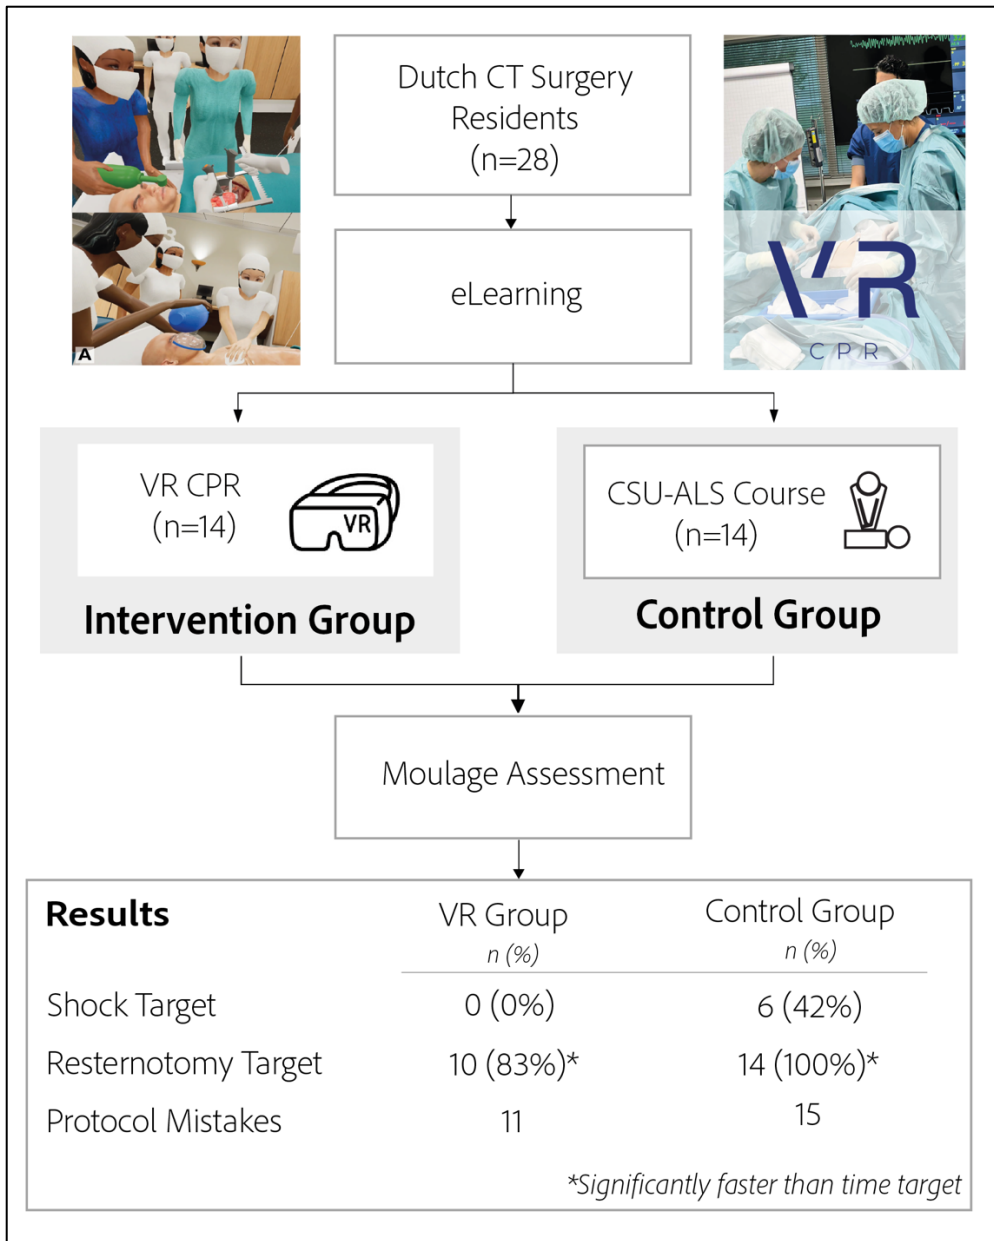 Dutch CT Surgery
Residents
(n=28)
A
VR
CPR
eLearning
VR CPR
(n=14)
VR
Intervention Group
CSU-ALS Course
(n=14)
Control Group
Moulage Assessment
Results
VR Group
n (%)
Control Group
n (%)
Shock Target 0 (0%) 6 (42%)
Resternotomy Target 10 (83%)* 14 (100%)*
Protocol Mistakes 11 15
*Significantly faster than time target